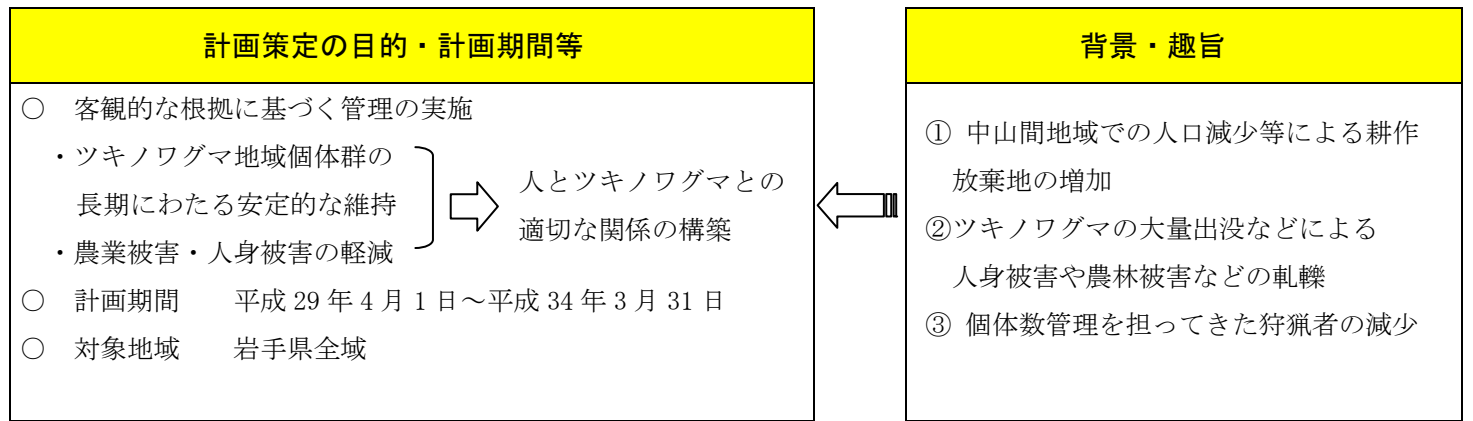 計画策定の目的・計画期間等
○ 客観的な根拠に基づく管理の実施
・ツキノワグマ地域個体群の
長期にわたる安定的な維持
・農業被害・人身被害の軽減
人とツキノワグマとの
適切な関係の構築
○ 計画期間 平成 29 年 4 月 1 日~平成 34 年 3 月 31 日
○ 対象地域 岩手県全域
背景・趣旨
① 中山間地域での人口減少等による耕作
放棄地の増加
②ツキノワグマの大量出没などによる
人身被害や農林被害などの軋轢
③ 個体数管理を担ってきた狩猟者の減少